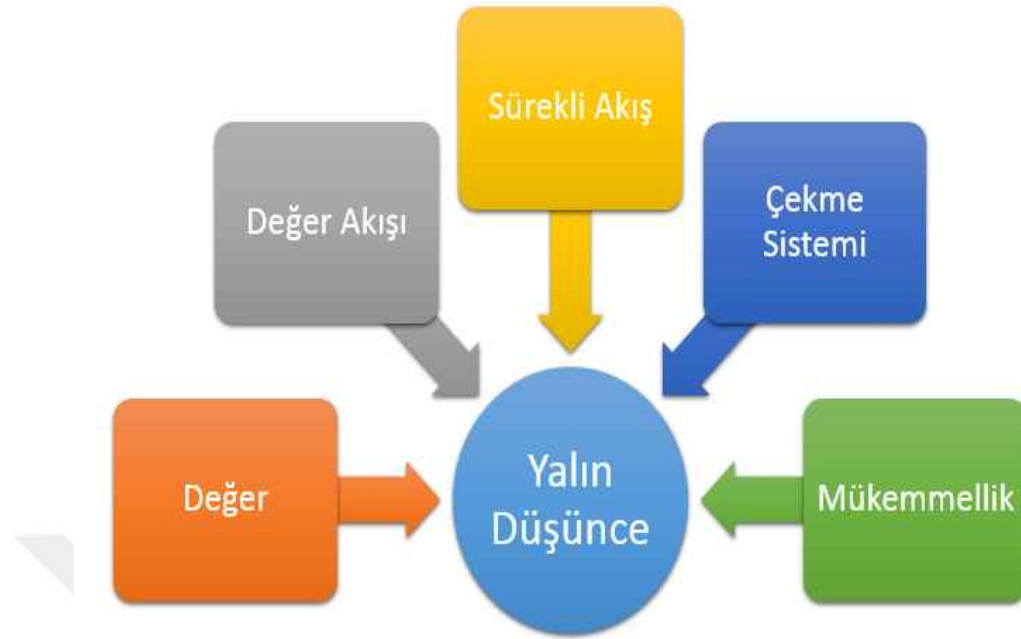 Sürekli Akış
Değer Akışı
Çekme
Sistemi
Değer
Yalın
Düşünce
Mükemmellik